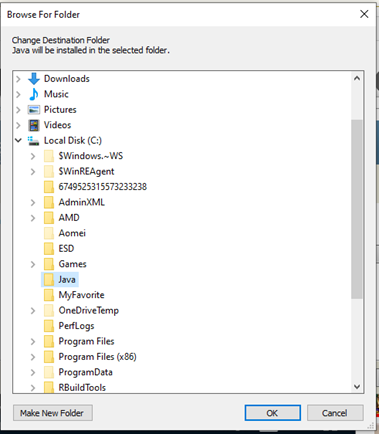 Browse For Folder
Change Destination Folder
Java will be installed in the selected folder.
Downloads
Music
Pictures
Videos
Local Disk (C:)
$Windows.~WS
$WinREAgent
6749525315573233238
AdminXML
AMD
Aomei
ESD
Games
Java
MyFavorite
OneDriveTemp
PerfLogs
Program Files
Program Files (x86)
ProgramData
RBuildTools
Make New Folder
OK
Cancel